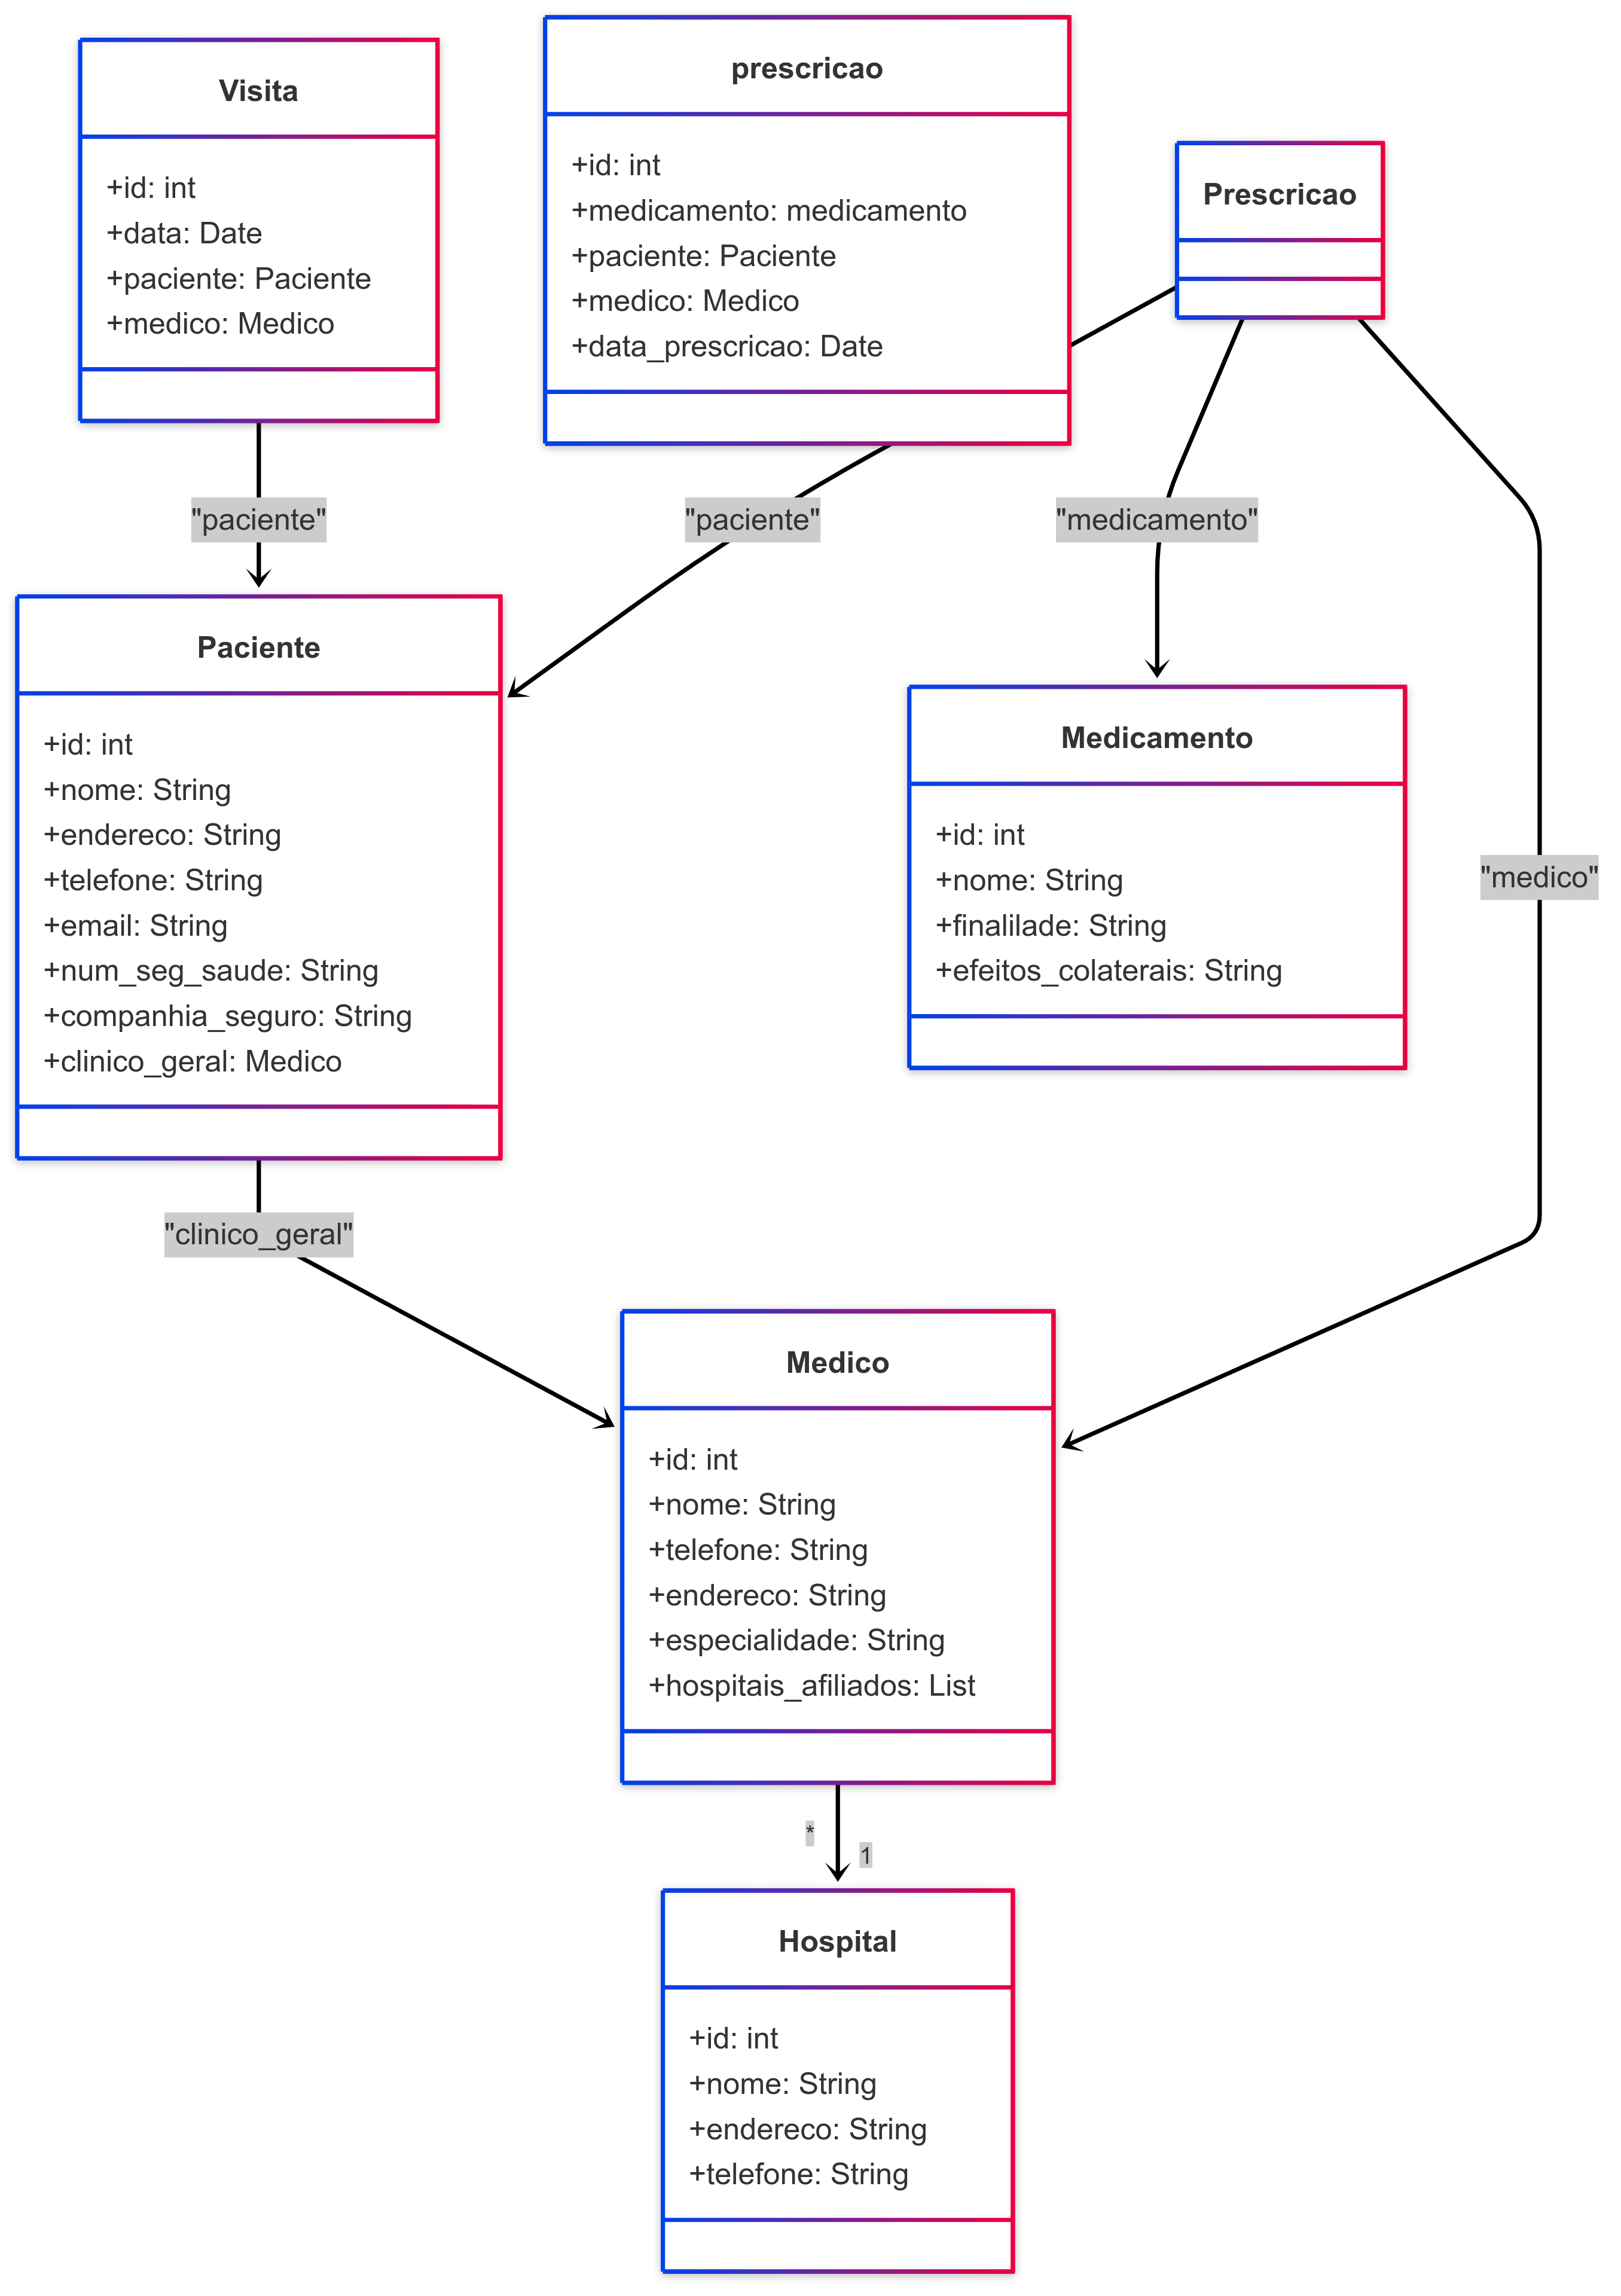 Visita
+id: int
+data: Date
+paciente: Paciente
+medico: Medico
prescricao
+id: int
+medicamento: medicamento
+paciente: Paciente
+medico: Medico
+data_prescricao: Date
Prescricao
"paciente"
"paciente"
"medicamento"
Paciente
+id: int
+nome: String
+endereco: String
+telefone: String
+email: String
+num_seg_saude: String
+companhia_seguro: String
+clinico_geral: Medico
Medicamento
+id: int
+nome: String
+finalilade: String
+efeitos_colaterais: String
"medico"
"clinico_geral"
Medico
+id: int
+nome: String
+telefone: String
+endereco: String
+especialidade: String
+hospitais_afiliados: List
*
1
Hospital
+id: int
+nome: String
+endereco: String
+telefone: String